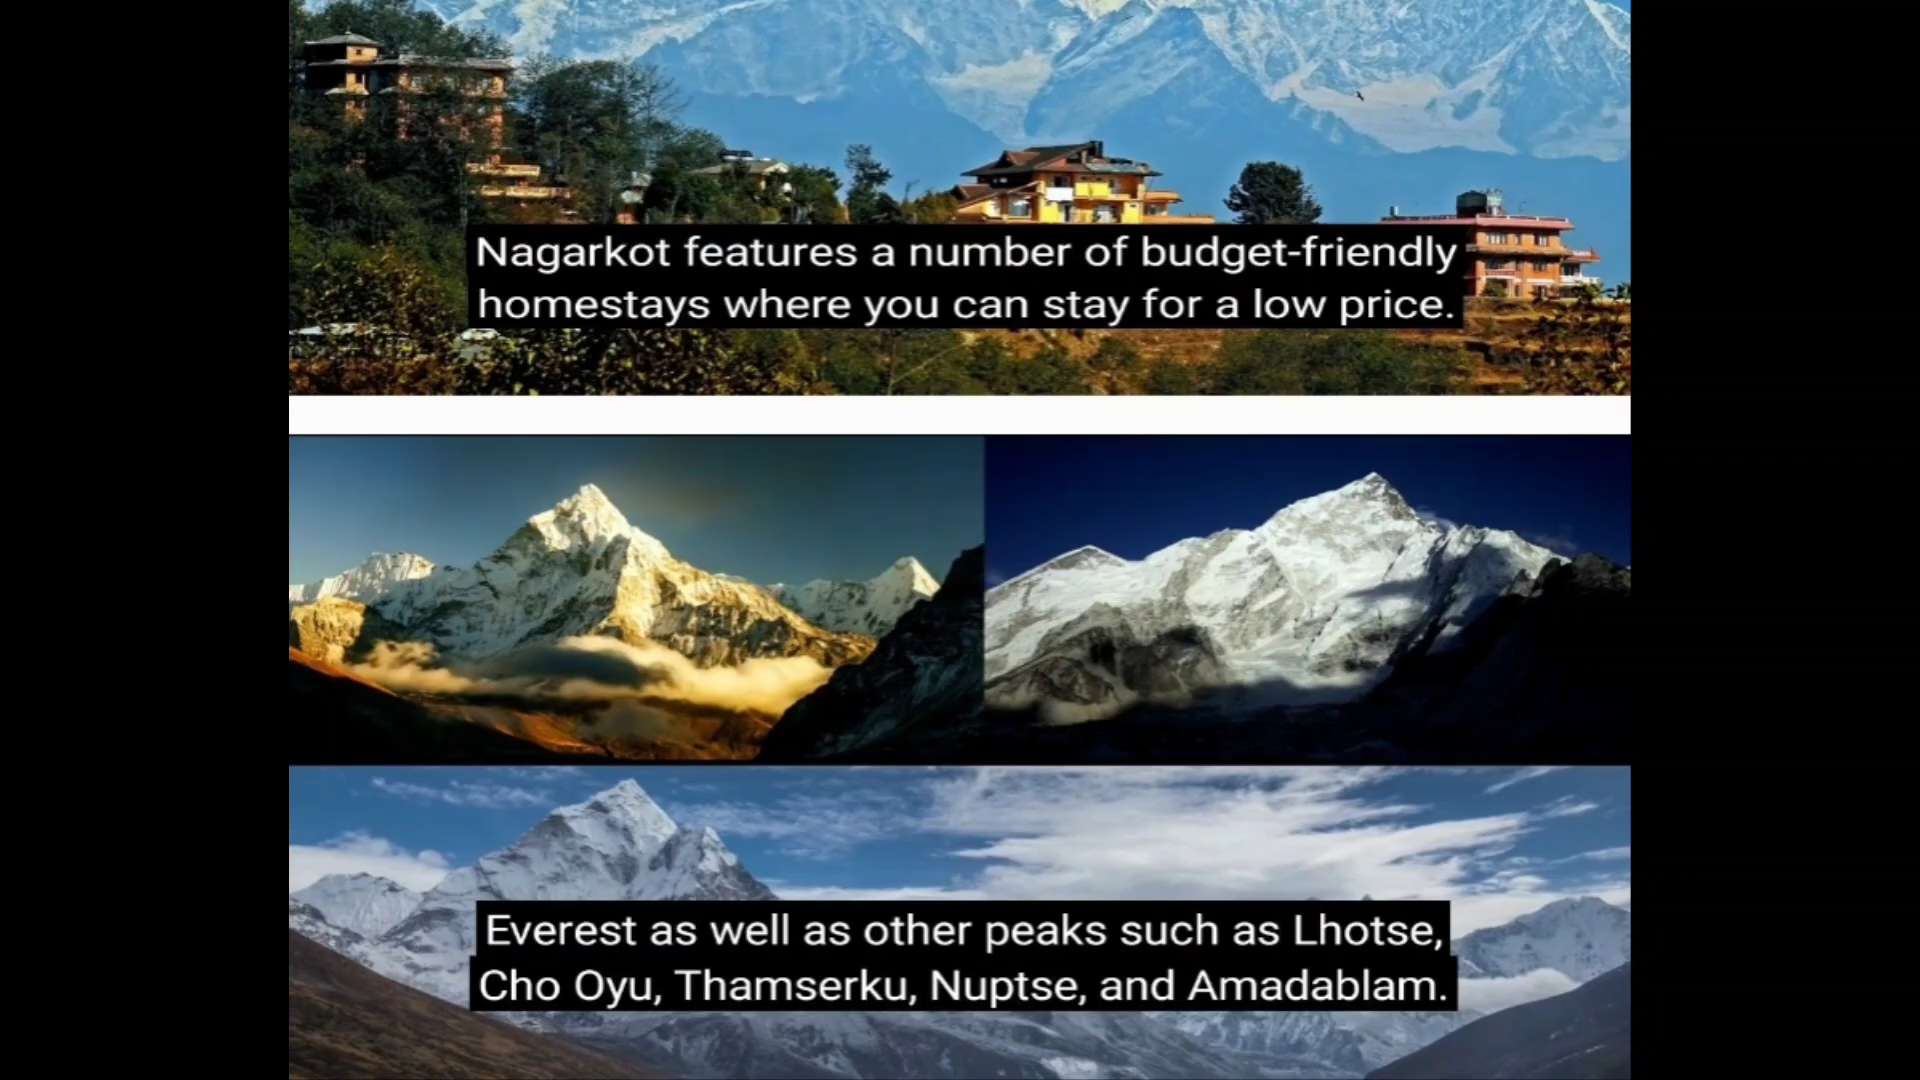 Nagarkot features a number of budget-friendly
homestays where you can stay for a low price.
Everest as well as other peaks such as Lhotse,
Cho Oyu, Thamserku, Nuptse, and Amadablam.